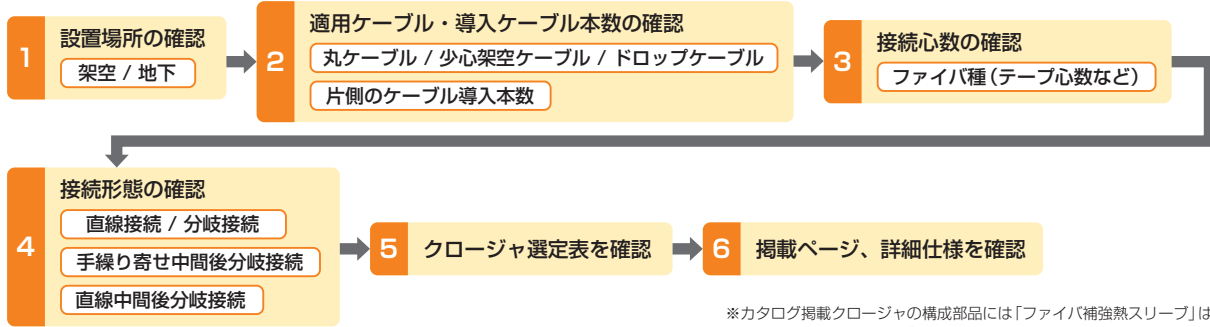 1
設置場所の確認
架空 / 地下
2
適用ケーブル・導入ケーブル本数の確認
丸ケーブル / 少心架空ケーブル / ドロップケーブル
片側のケーブル導入本数
3
接続心数の確認
ファイバ種（テープ心数など）
4
接続形態の確認
直線接続 / 分岐接続
手繰り寄せ中間後分岐接続
直線中間後分岐接続
5
クロージャ選定表を確認
6
掲載ページ、詳細仕様を確認
※カタログ掲載クロージャの構成部品には「ファイバ補強熱スリーブ」は